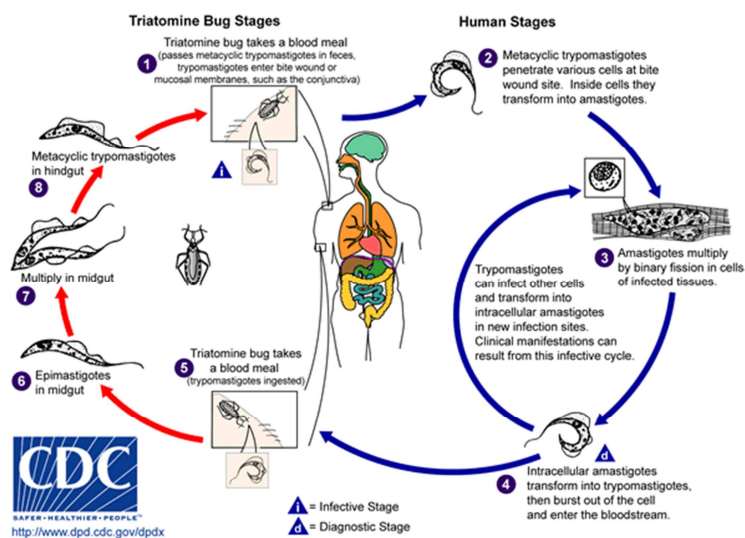 Triatomine Bug Stages
Human Stages
1
Triatomine bug takes a blood meal
(passes metacyclic trypomastigotes in feces,
trypomastigotes enter bite wound or
mucosal membranes, such as the conjunctiva)
2
Metacyclic trypomastigotes
penetrate various cells at bite
wound site. Inside cells they
transform into amastigotes.
i
Metacyclic trypomastigotes
in hindgut
8
3
Amastigotes multiply
by binary fission in cells
of infected tissues.
Trypomastigotes
can infect other cells
and transform into
intracellular amastigotes
in new infection sites.
Clinical manifestations can
result from this infective cycle.
Multiply in midgut
7
5
Triatomine bug takes
a blood meal
(trypomastigotes ingested)
6
Epimastigotes
in midgut
d
4
Intracellular amastigotes
transform into trypomastigotes,
then burst out of the cell
and enter the bloodstream.
i = Infective Stage
d = Diagnostic Stage
CDC
SAFER•HEALTHIER•PEOPLE™
http://www.dpd.cdc.gov/dpdx